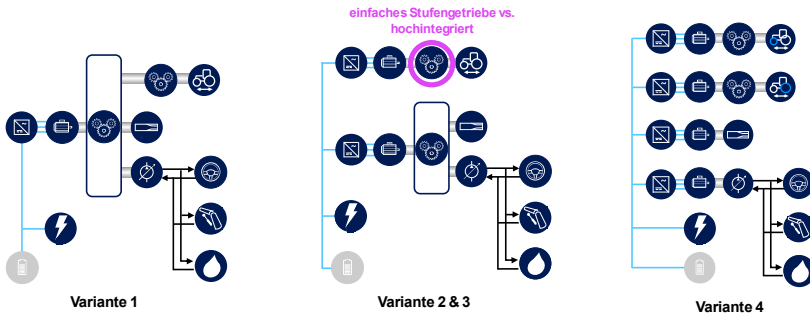 einfaches Stufengetriebe vs.
hochintegriert
Variante 1
Variante 2 & 3
Variante 4